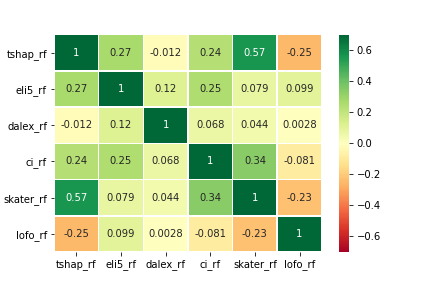 tshap_rf 1 0.27 -0.012 0.24 0.57 -0.25
eli5_rf 0.27 1 0.12 0.25 0.079 0.099
dalex_rf -0.012 0.12 1 0.068 0.044 0.0028
ci_rf 0.24 0.25 0.068 1 0.34 -0.081
skater_rf 0.57 0.079 0.044 0.34 1 -0.23
lofo_rf -0.25 0.099 0.0028 -0.081 -0.23 1
tshap_rf eli5_rf dalex_rf ci_rf skater_rf lofo_rf
0.6
0.4
0.2
0.0
−0.2
−0.4
−0.6